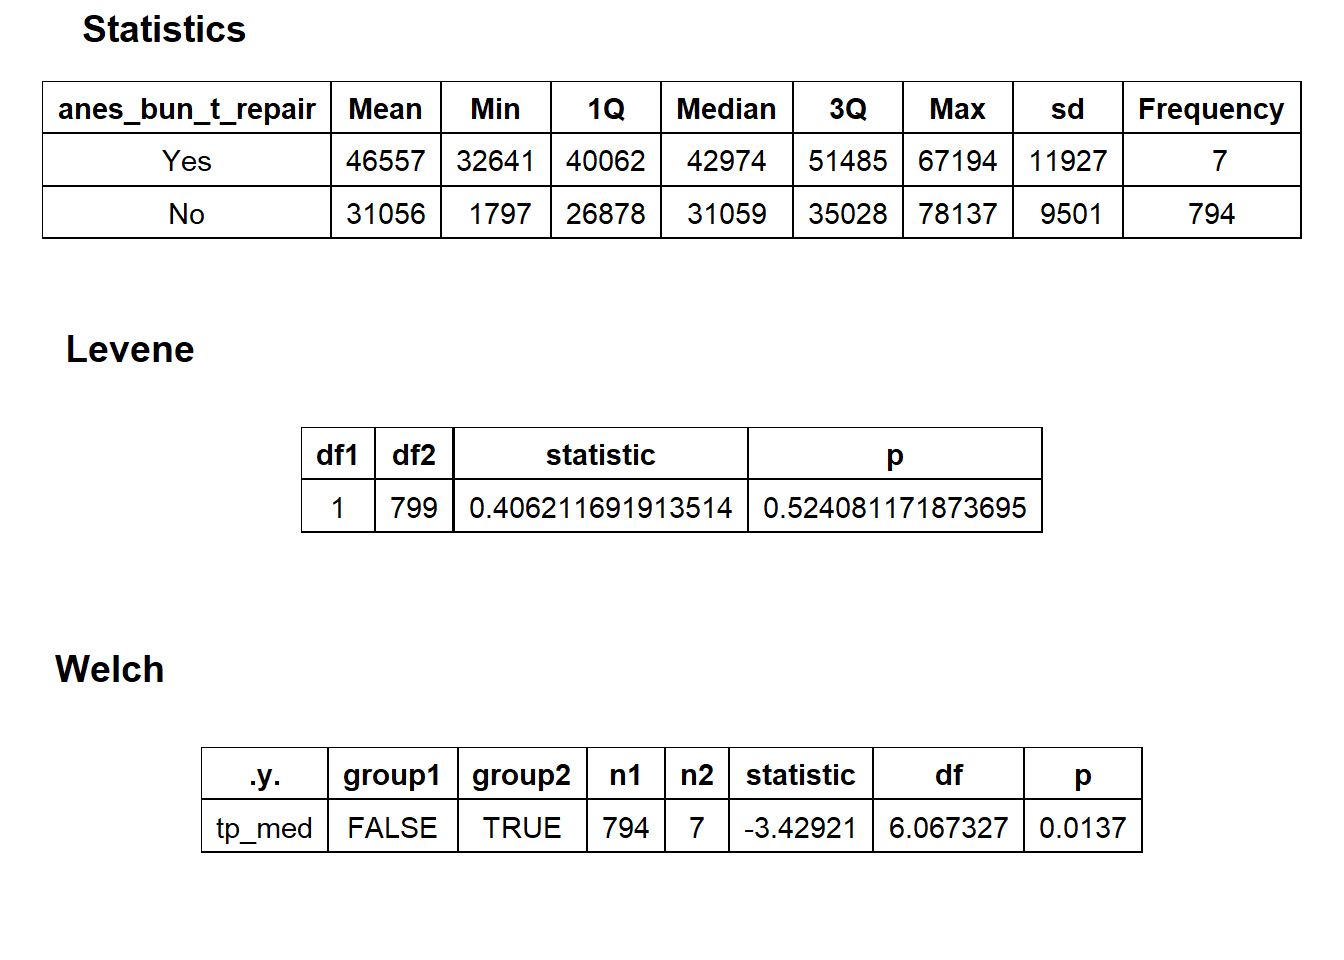 Statistics
anes_bun_t_repair Mean Min 1Q Median 3Q Max sd Frequency
Yes 46557 32641 40062 42974 51485 67194 11927 7
No 31056 1797 26878 31059 35028 78137 9501 794
Levene
df1 df2 statistic p
1 799 0.406211691913514 0.524081171873695
Welch
.y. group1 group2 n1 n2 statistic df p
tp_med FALSE TRUE 794 7 -3.42921 6.067327 0.0137